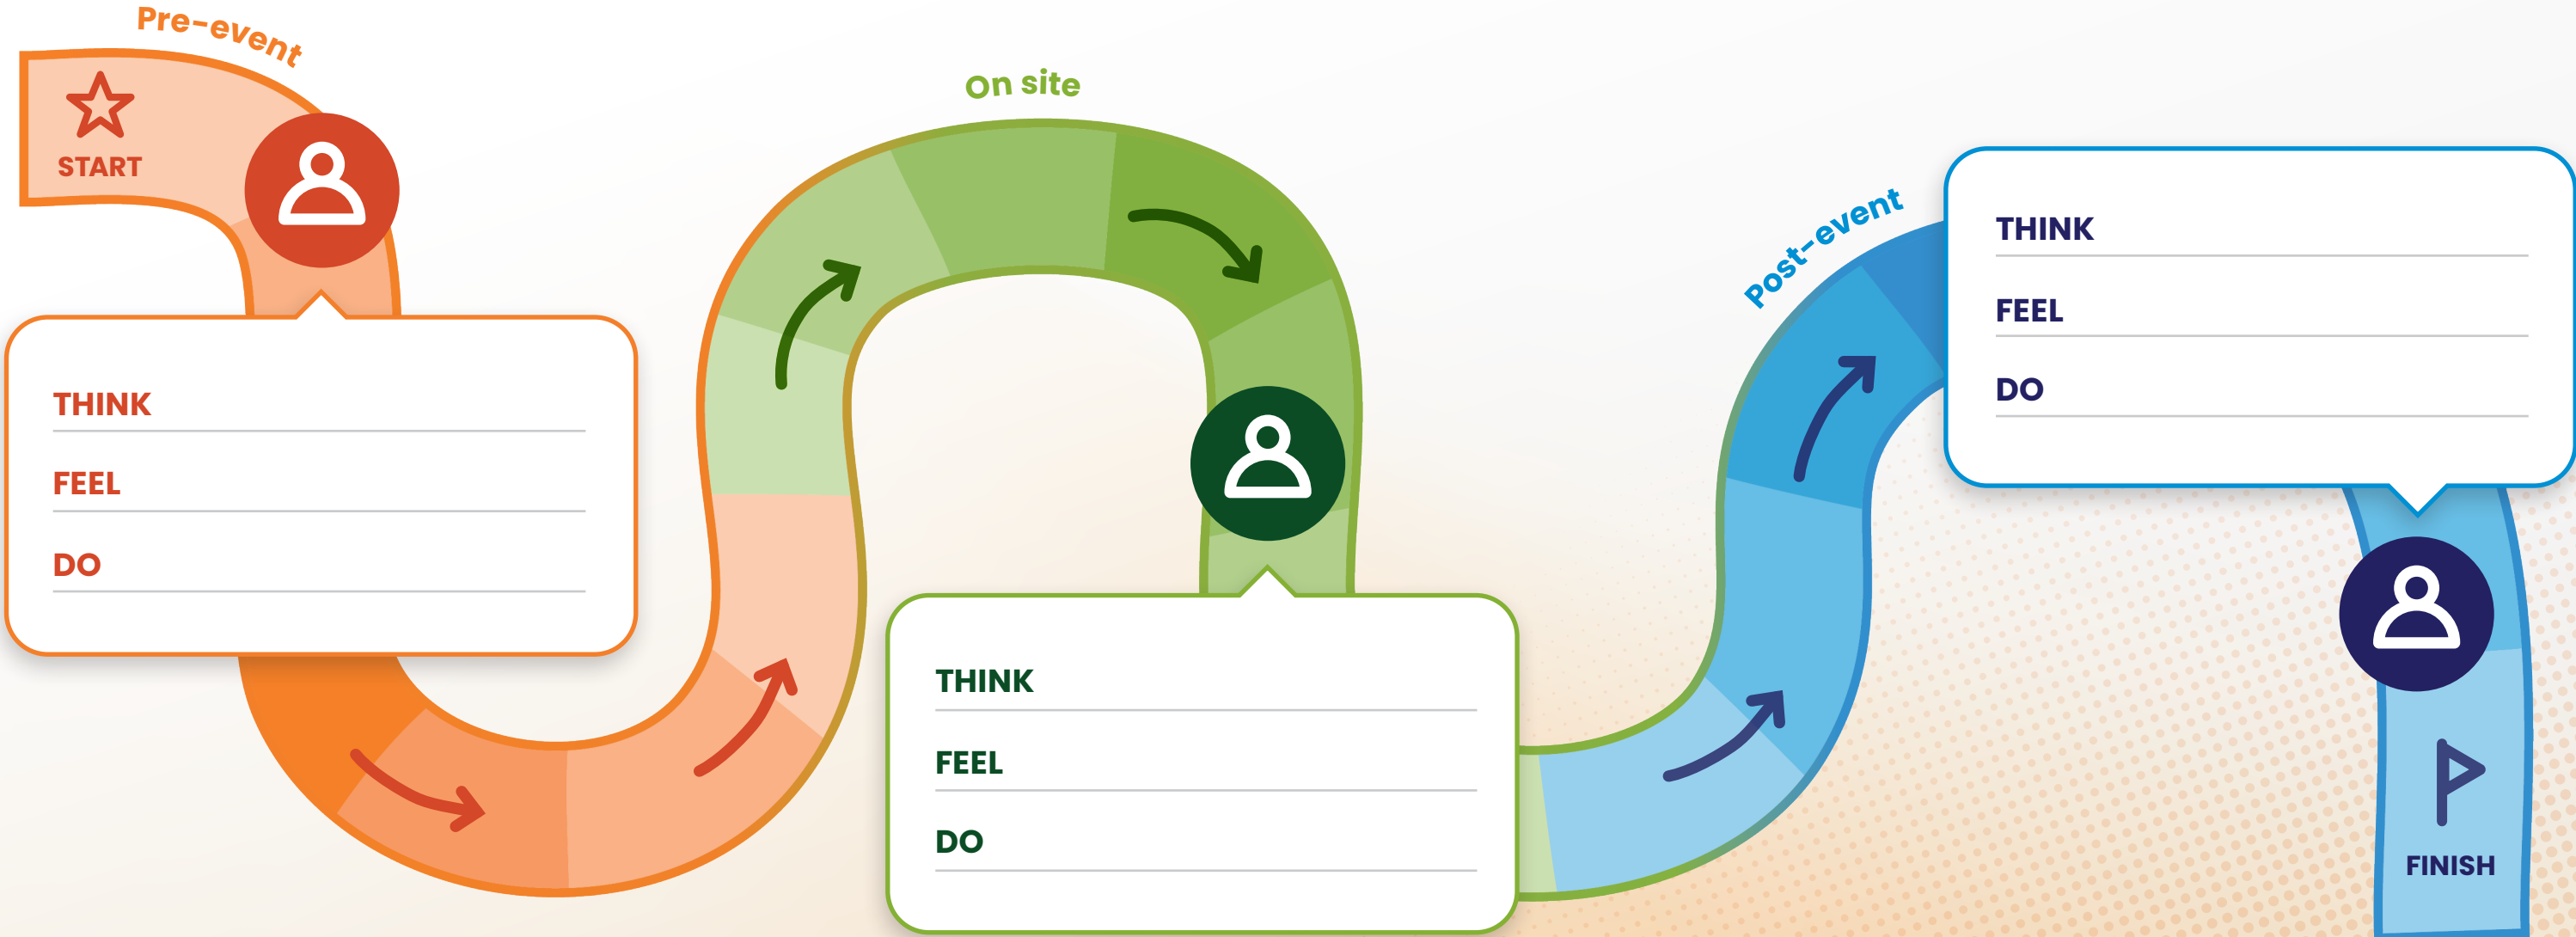 Pre-event
START
THINK
FEEL
DO
On site
THINK
FEEL
DO
Post-event
THINK
FEEL
DO
FINISH